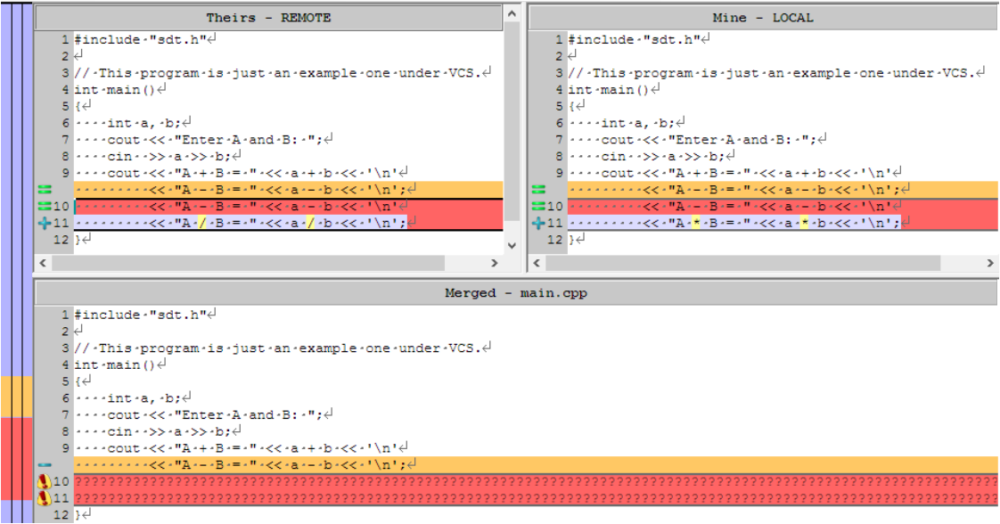 Theirs - REMOTE
1 #include "sdt.h"
2
3 // This program is just an example one under VCS.
4 int main()
5 {
6     int a, b;
7     cout << "Enter A and B: ";
8     cin  >> a >> b;
9     cout << "A + B = " << a + b << '\n'
         << "A - B = " << a - b << '\n';
10          << "A - B = " << a - b << '\n'
11          << "A / B = " << a / b << '\n';
12 }
Mine - LOCAL
1 #include "sdt.h"
2
3 // This program is just an example one under VCS.
4 int main()
5 {
6     int a, b;
7     cout << "Enter A and B: ";
8     cin  >> a >> b;
9     cout << "A + B = " << a + b << '\n'
         << "A - B = " << a - b << '\n';
10          << "A - B = " << a - b << '\n'
11          << "A * B = " << a * b << '\n';
12 }
Merged - main.cpp
1 #include "sdt.h"
2
3 // This program is just an example one under VCS.
4 int main()
5 {
6     int a, b;
7     cout << "Enter A and B: ";
8     cin  >> a >> b;
9     cout << "A + B = " << a + b << '\n'
         << "A - B = " << a - b << '\n';
10 ???????????????????????????????????????????????????????????????????????????????????????????????????????????????????
11 ???????????????????????????????????????????????????????????????????????????????????????????????????????????????????
12 }